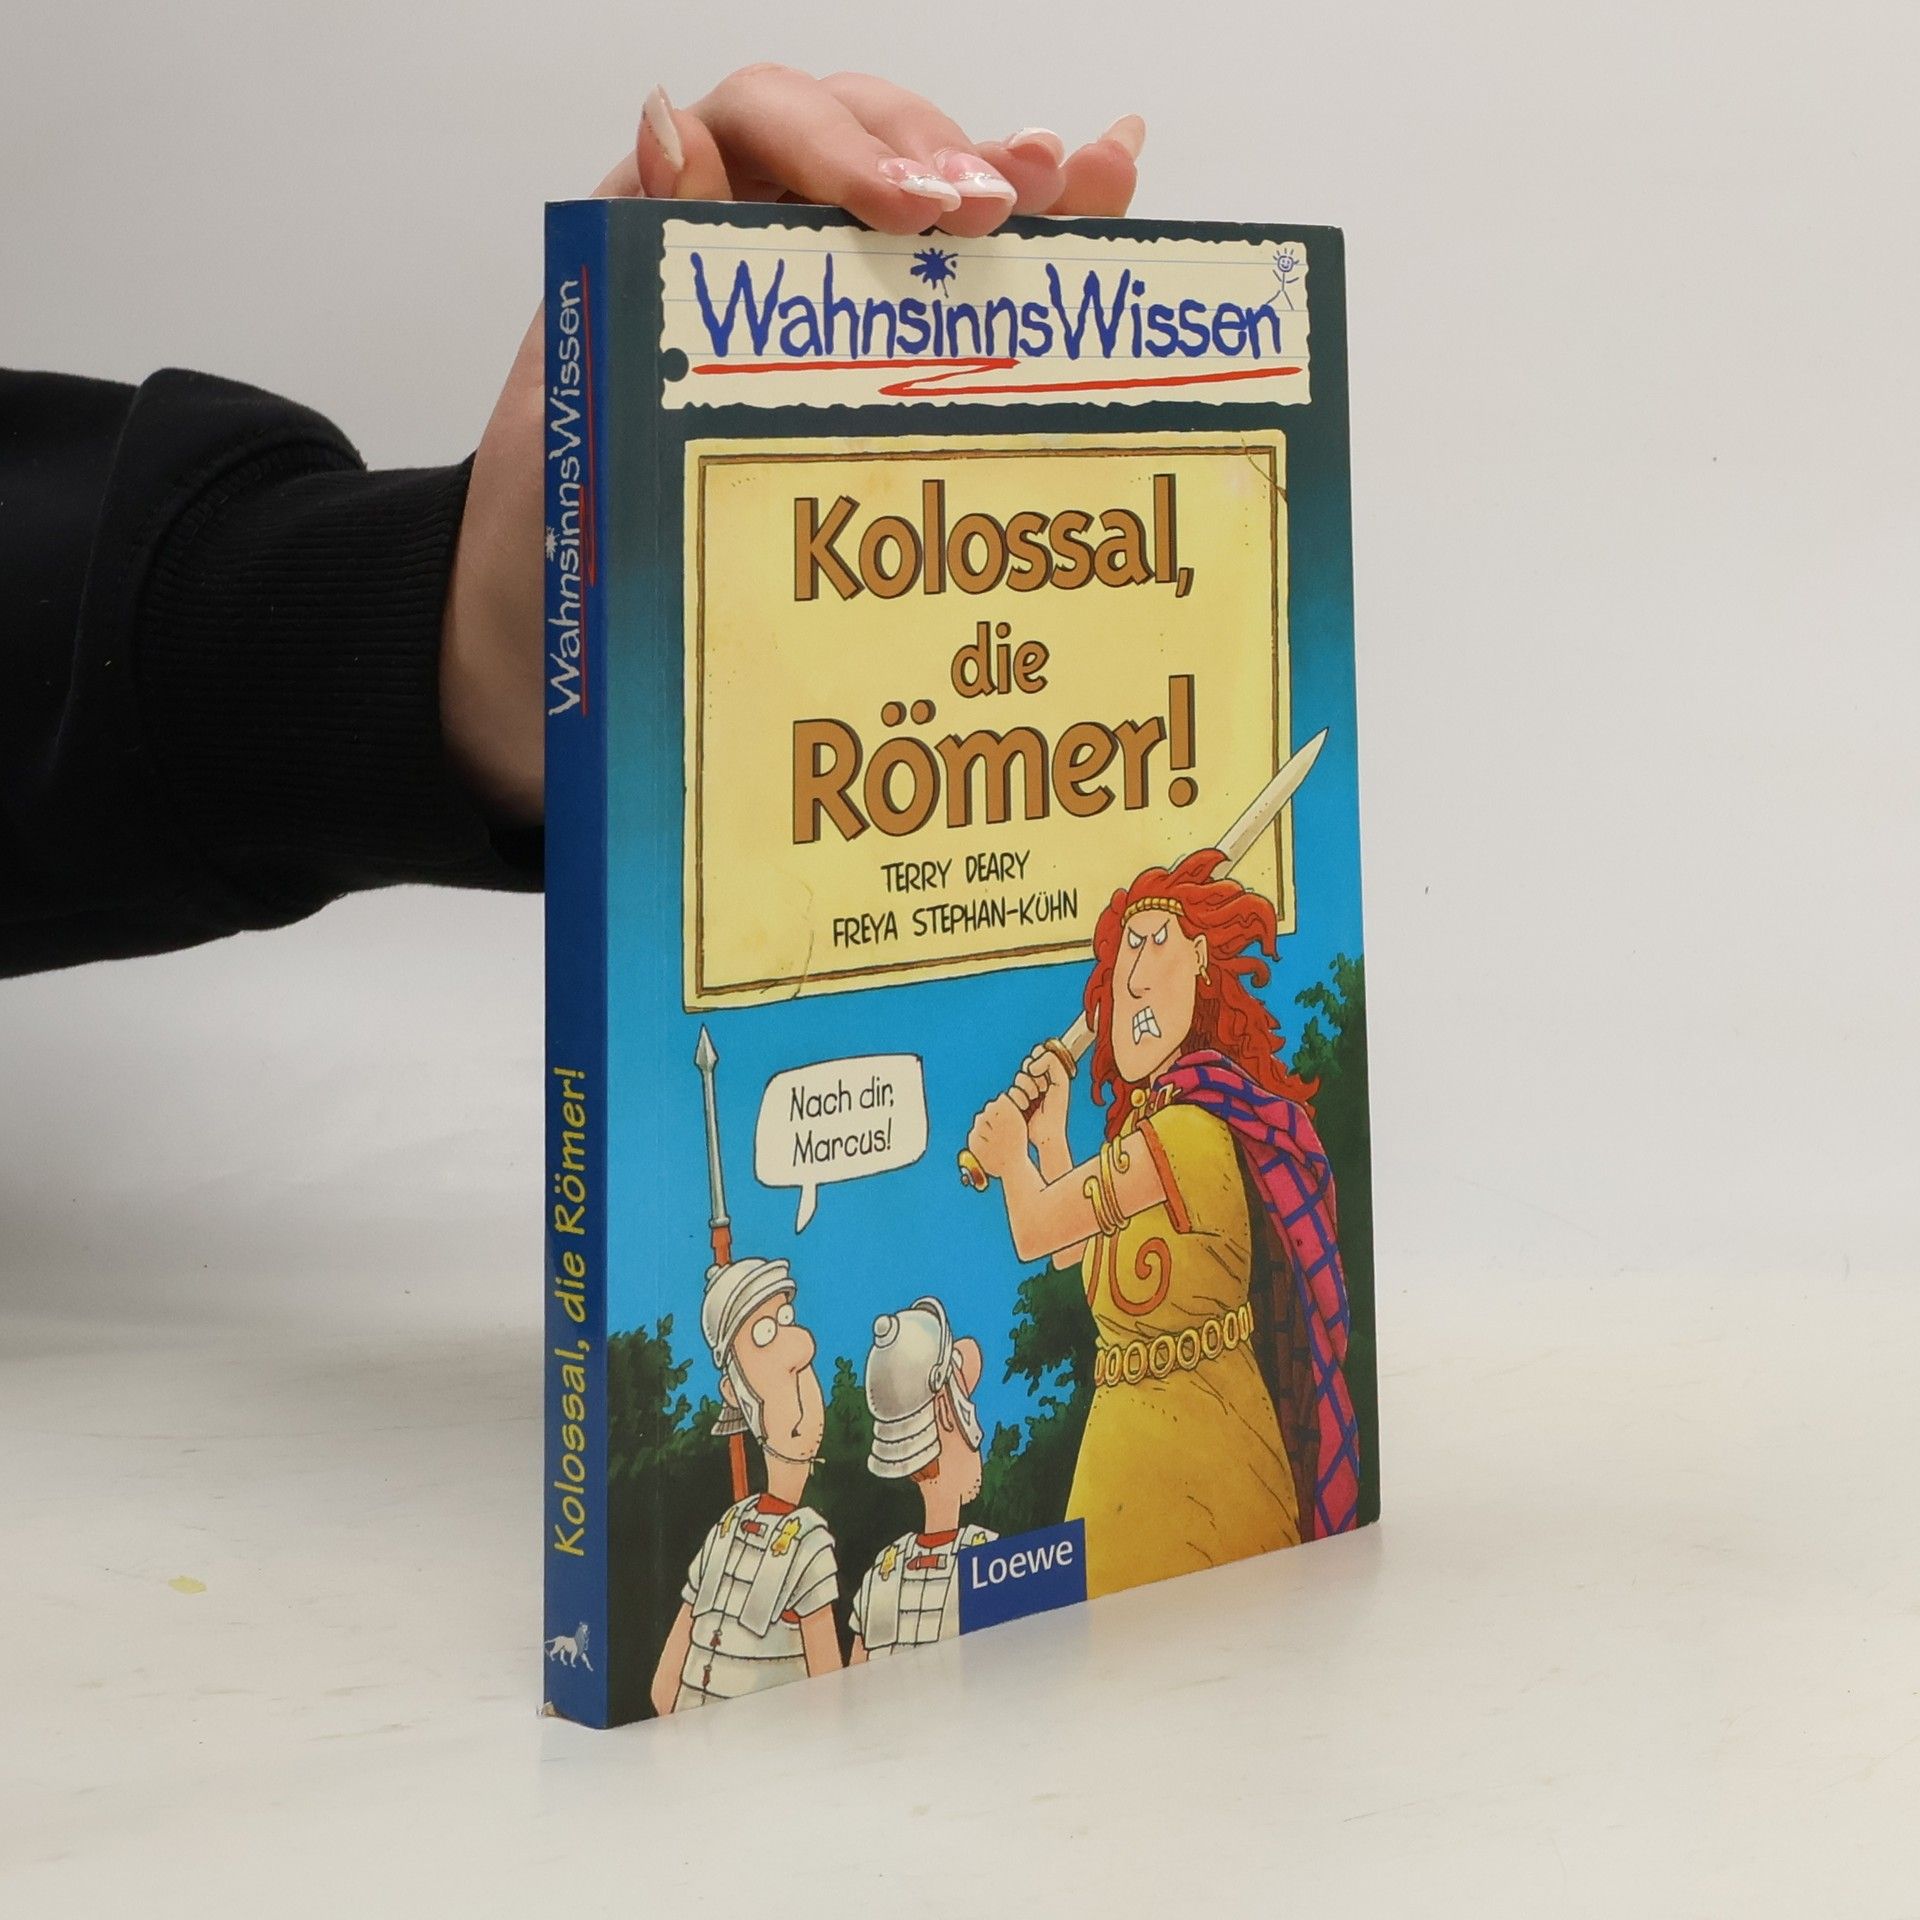 WahnsinnsWissen
Kolossal,
die
Römer!
TERRY DEARY
FREYA STEPHAN-KÜHN
Nach dir,
Marcus!
Loewe
WahnsinnsWissen
Kolossal, die Römer!